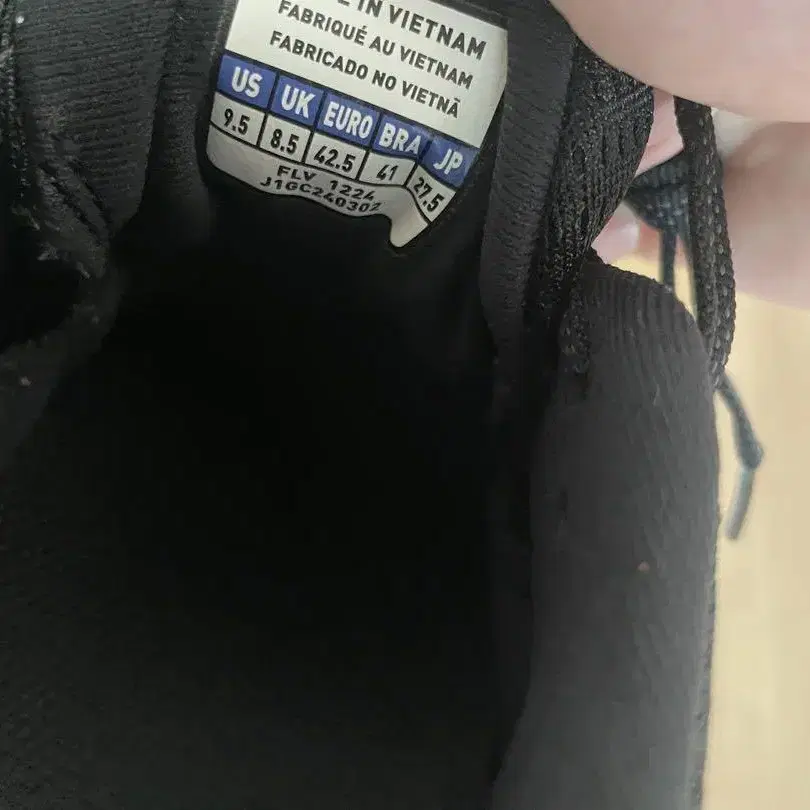 IN VIETNAM
FABRIQUÉ AU VIETNAM
FABRICADO NO VIETNÃ
US UK EURO BRA JP
9.5 8.5 42.5 41 27.5
FLV 1224
J1GC240302